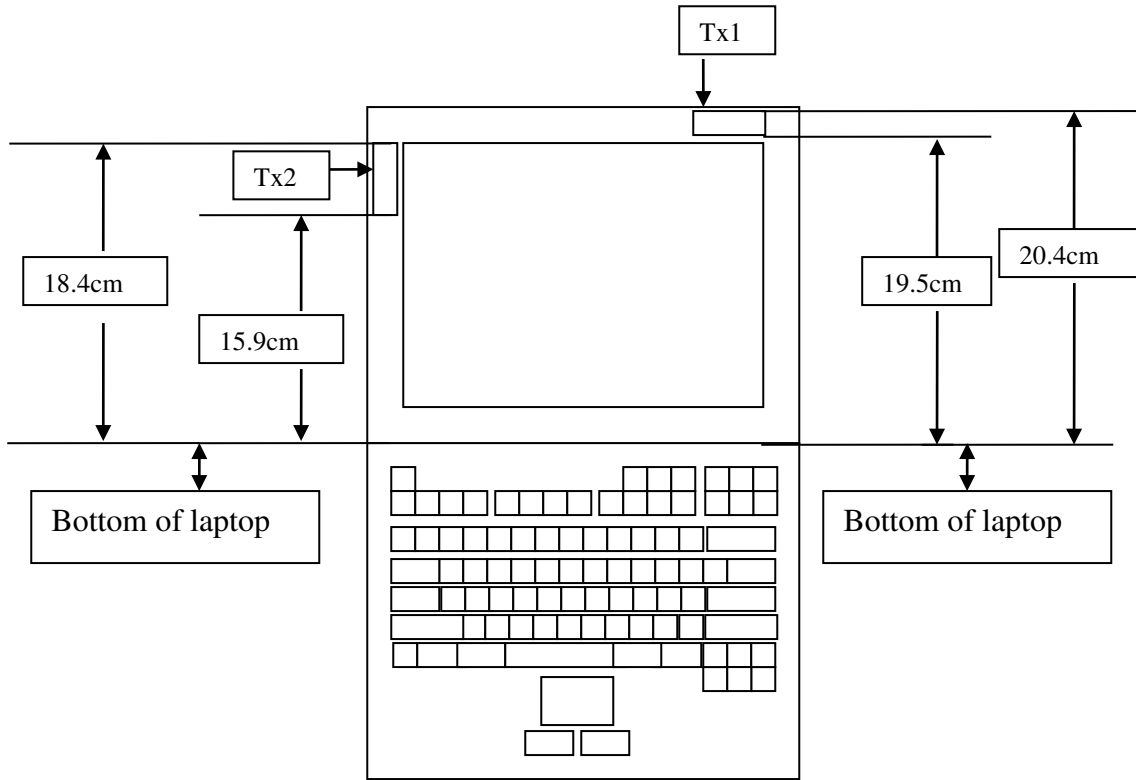 Tx1
Tx2
18.4cm
15.9cm
19.5cm
20.4cm
Bottom of laptop
Bottom of laptop